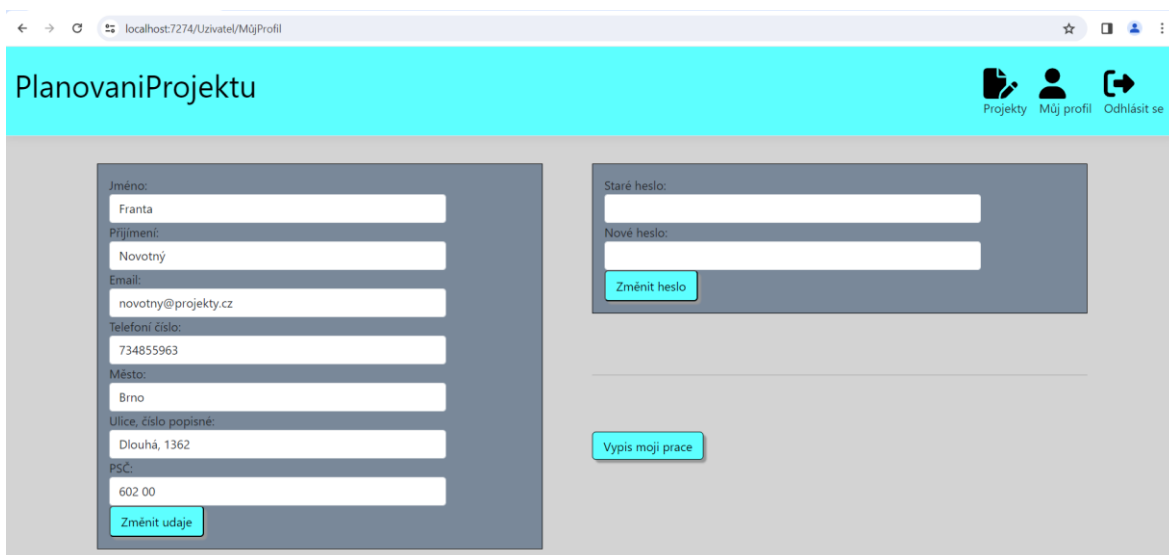 localhost:7274/Uzivatel/MůjProfil
PlanovaniProjektu
Projekty Můj profil Odhlásit se
Jméno:
Franta
Přijímení:
Novotný
Email:
novotny@projekty.cz
Telefoní číslo:
734855963
Město:
Brno
Ulice, číslo popisné:
Dlouhá, 1362
PSČ:
602 00
Změnit udaje
Staré heslo:
Nové heslo:
Změnit heslo
Vypis moji prace